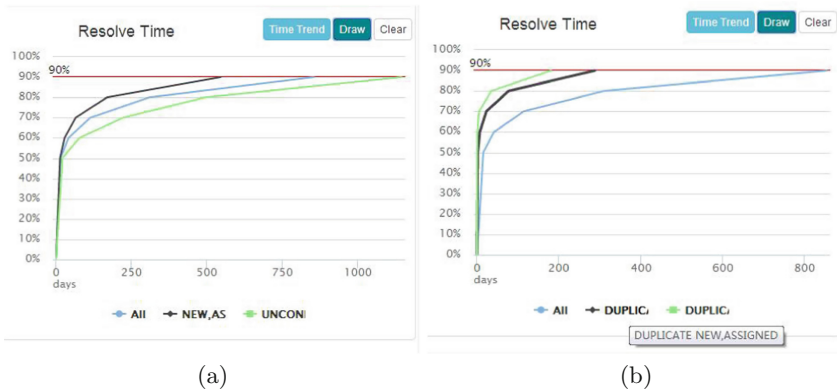 Resolve Time
Time Trend
Draw
Clear
100%
90%
90%
80%
70%
60%
50%
40%
30%
20%
10%
0%
0
250
500
750
1000
days
All
NEW,AS
UNCON
(a)
Resolve Time
Time Trend
Draw
Clear
100%
90%
90%
80%
70%
60%
50%
40%
30%
20%
10%
0%
0
200
400
600
800
days
All
DUPLIC
DUPLIC
DUPLICATE NEW,ASSIGNED
(b)